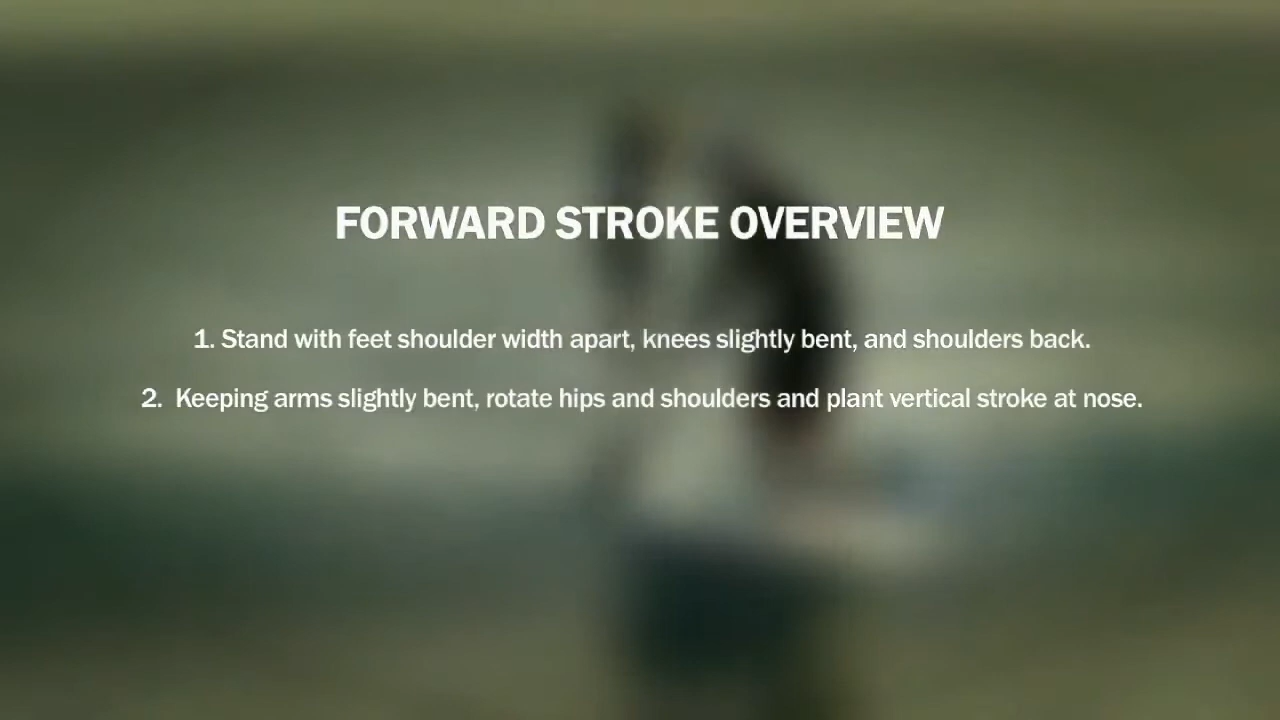 FORWARD STROKE OVERVIEW
1. Stand with feet shoulder width apart, knees slightly bent, and shoulders back.
2. Keeping arms slightly bent, rotate hips and shoulders and plant vertical stroke at nose.